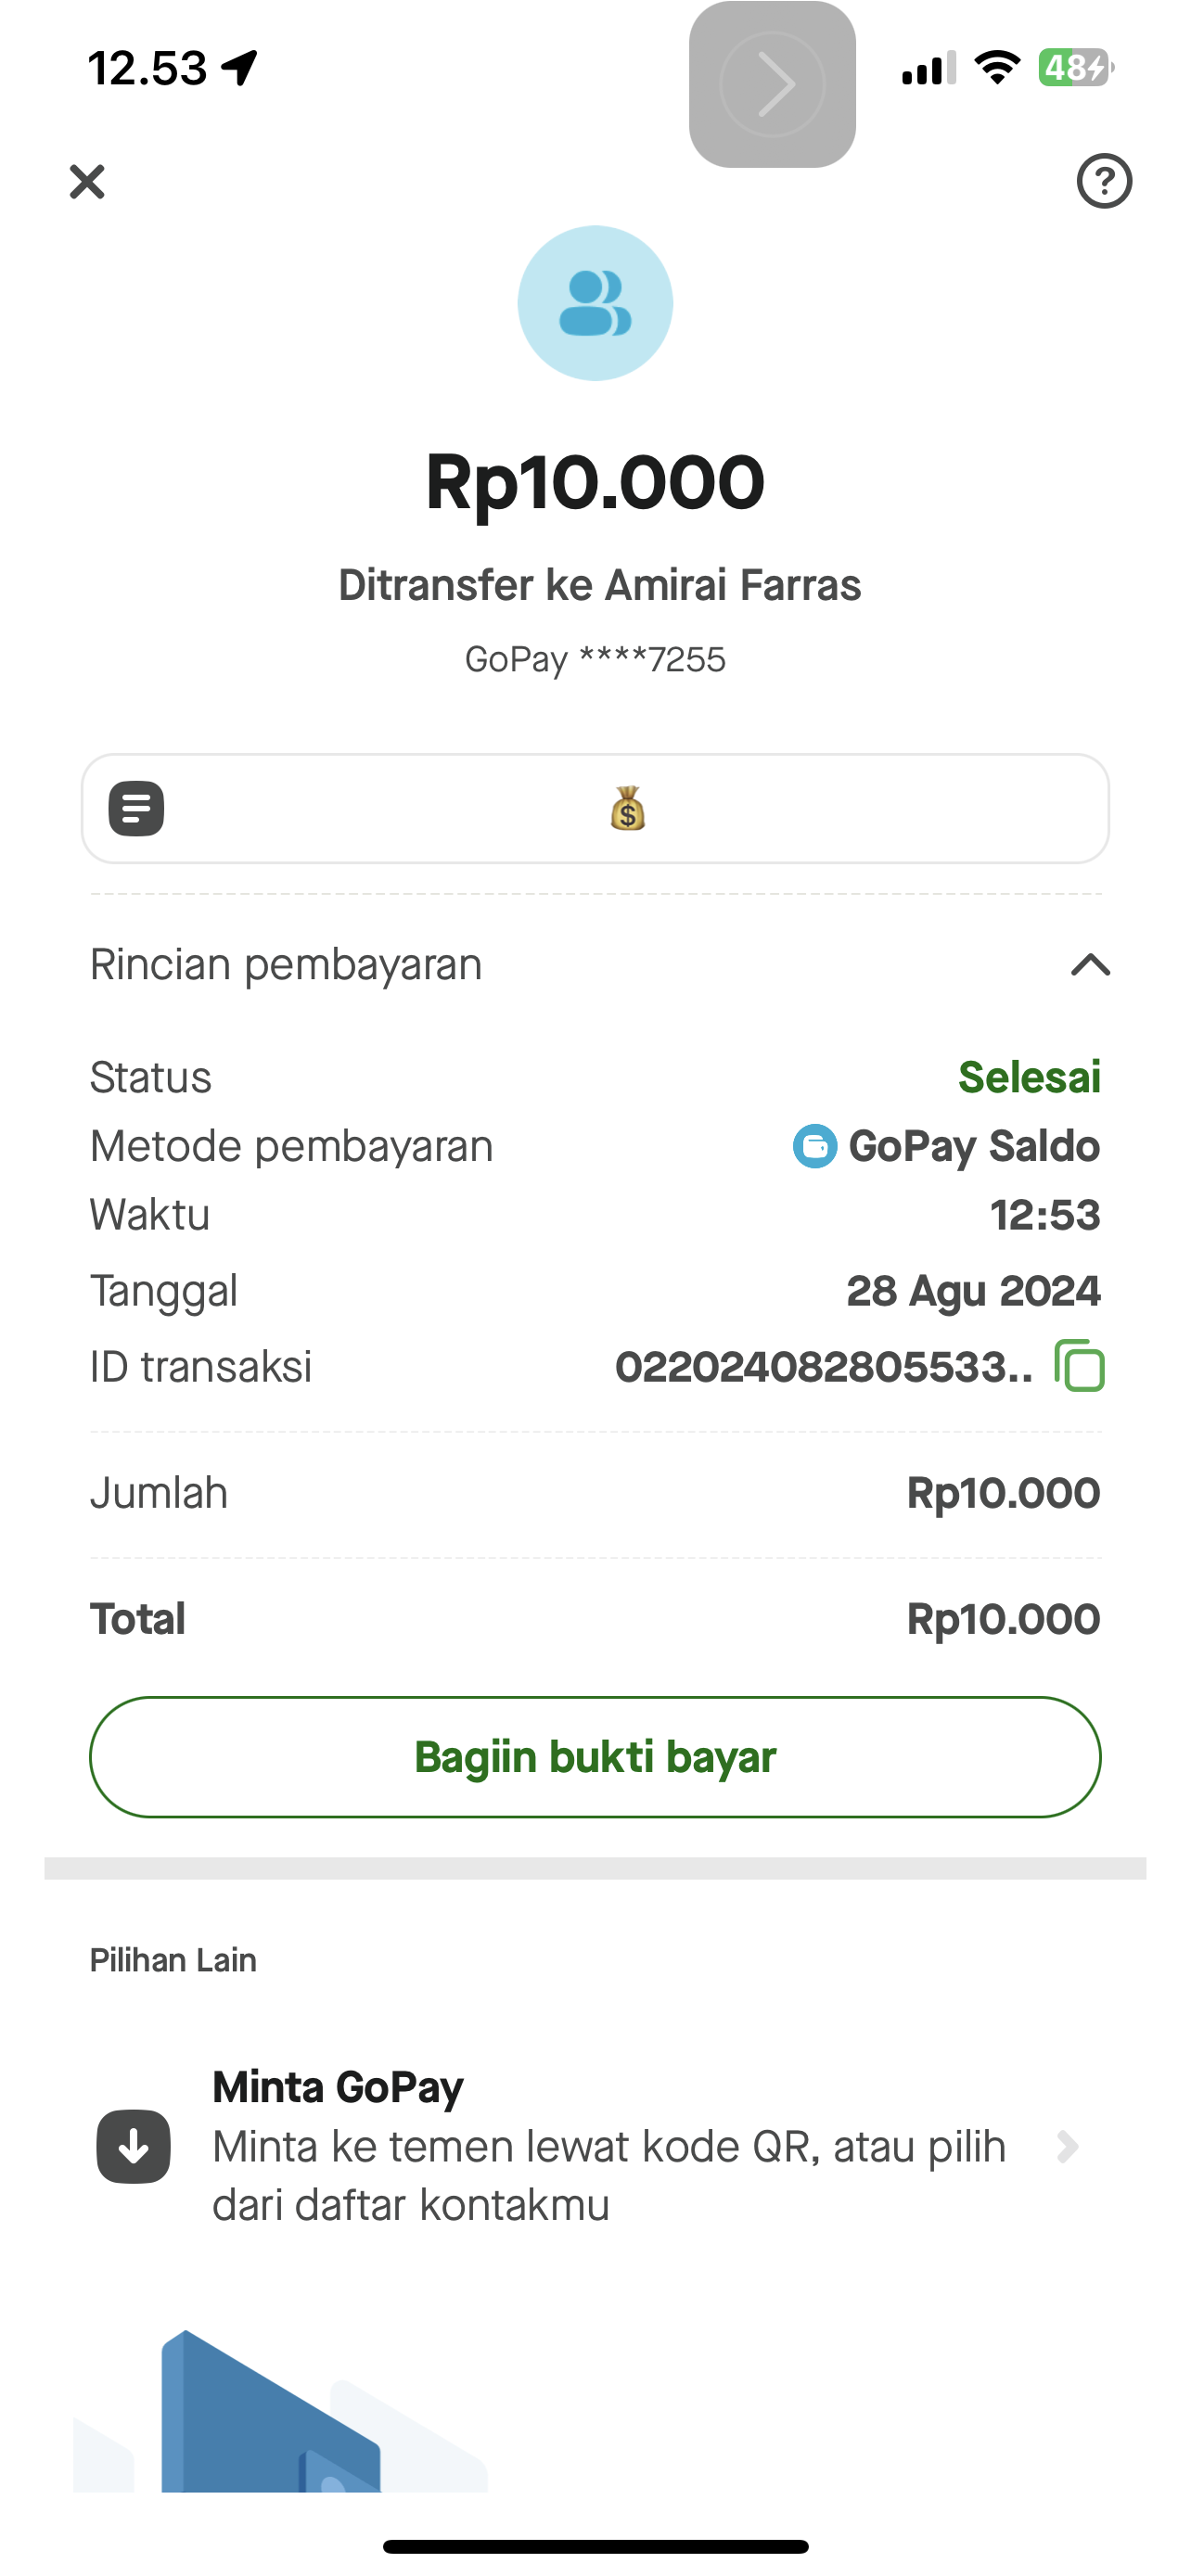 12.53
48
Rp10.000
Ditransfer ke Amirai Farras
GoPay ****7255
Rincian pembayaran
Status Selesai
Metode pembayaran GoPay Saldo
Waktu 12:53
Tanggal 28 Agu 2024
ID transaksi 022024082805533..
Jumlah Rp10.000
Total Rp10.000
Bagiin bukti bayar
Pilihan Lain
Minta GoPay
Minta ke temen lewat kode QR, atau pilih
dari daftar kontakmu